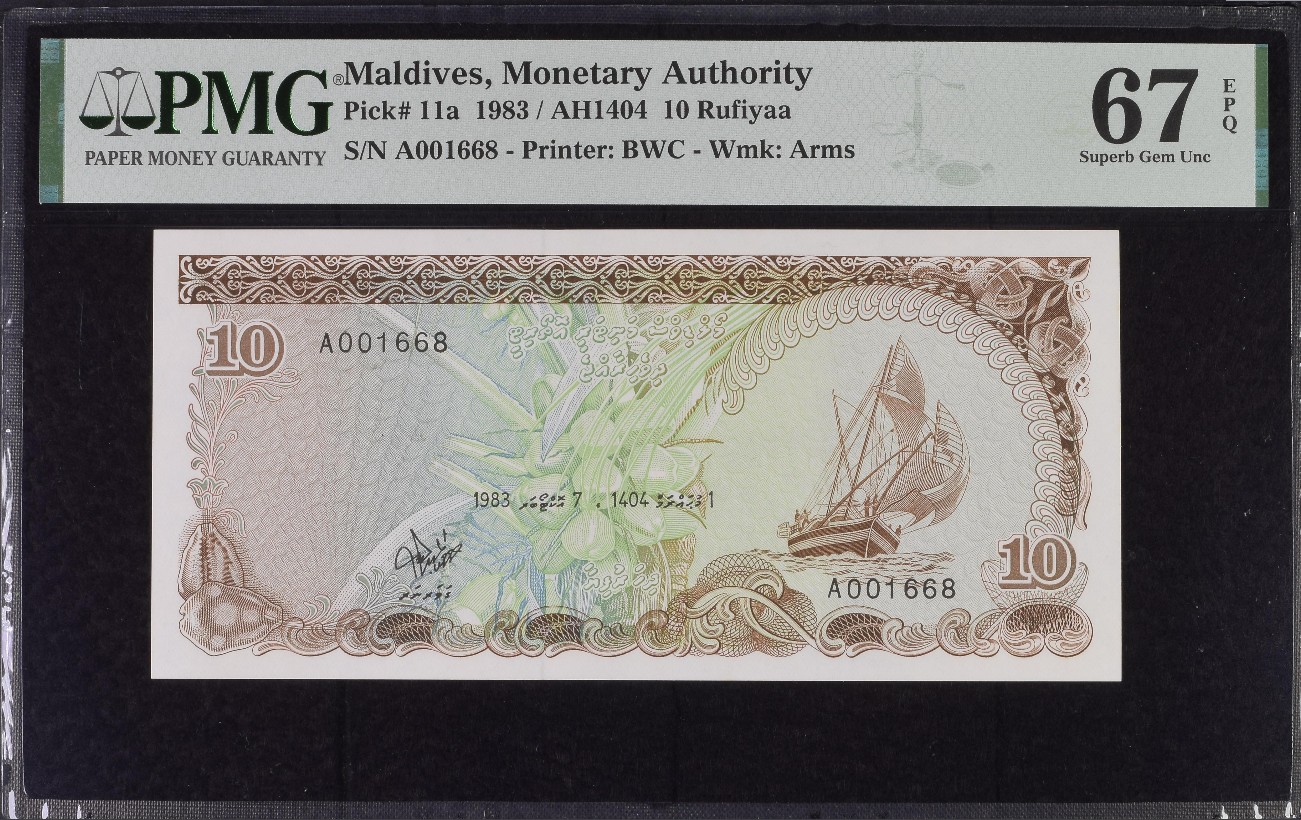 PMG®
PAPER MONEY GUARANTY
Maldives, Monetary Authority
Pick# 11a 1983 / AH1404 10 Rufiyaa
S/N A001668 - Printer: BWC - Wmk: Arms
67
EPQ
Superb Gem Unc
10
A001668
1 މުޙައްރަމް 1404 ، 7 އޮކްޓޯބަރ 1983
ގަވަރނަރ
10
A001668